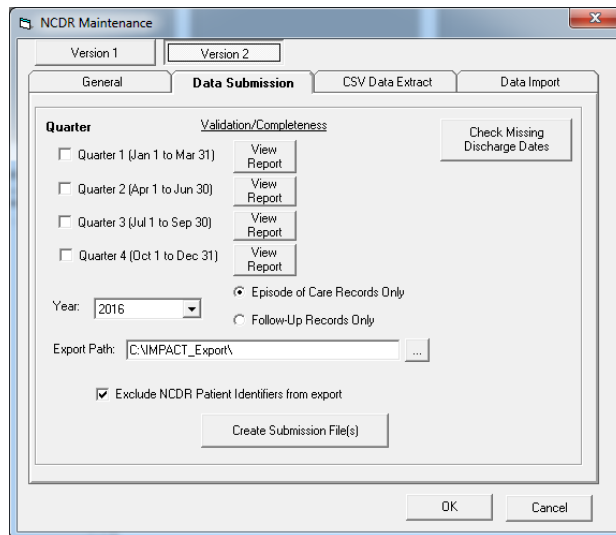 NCDR Maintenance
x
Version 1
Version 2
General
Data Submission
CSV Data Extract
Data Import
Quarter
Validation/Completeness
Check Missing
Discharge Dates
Quarter 1 (Jan 1 to Mar 31)
View
Report
Quarter 2 (Apr 1 to Jun 30)
View
Report
Quarter 3 (Jul 1 to Sep 30)
View
Report
Quarter 4 (Oct 1 to Dec 31)
View
Report
Year:
2016
Episode of Care Records Only
Follow-Up Records Only
Export Path:
C:\IMPACT_Export\
...
Exclude NCDR Patient Identifiers from export
Create Submission File(s)
OK
Cancel